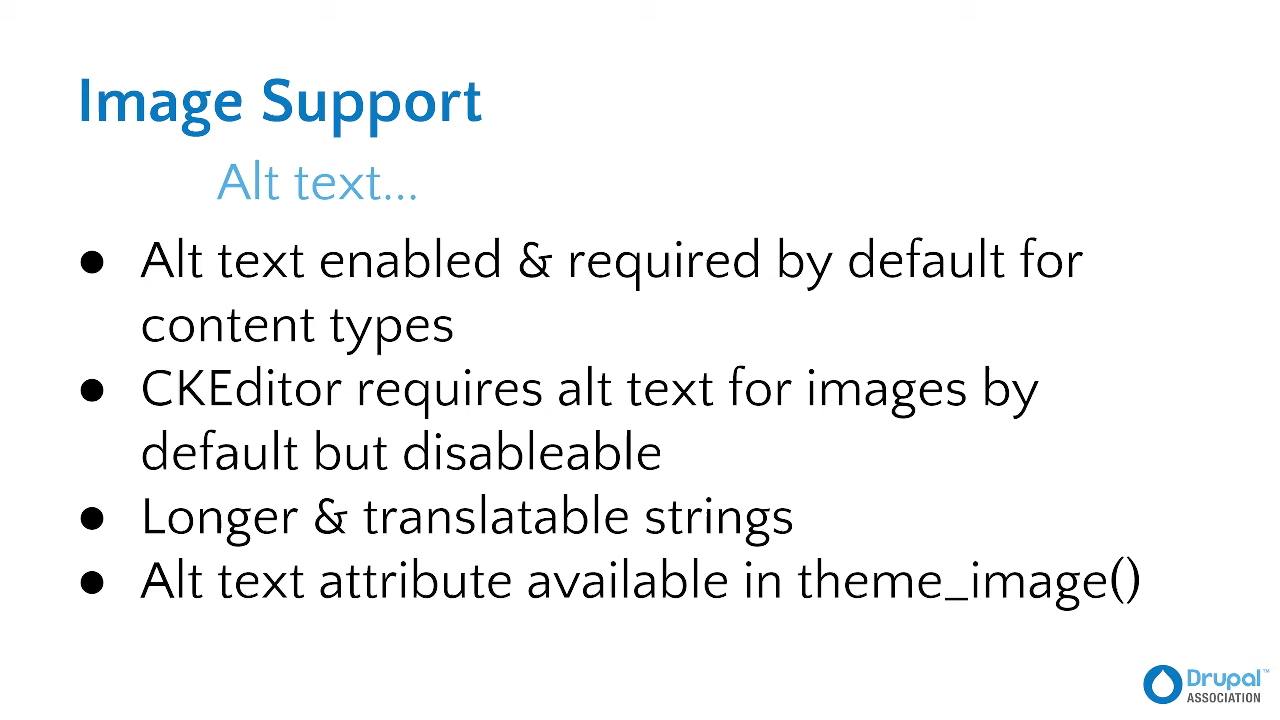 Image Support
Alt text...
● Alt text enabled & required by default for
content types
● CKEditor requires alt text for images by
default but disableable
● Longer & translatable strings
● Alt text attribute available in theme_image()
Drupal™
ASSOCIATION